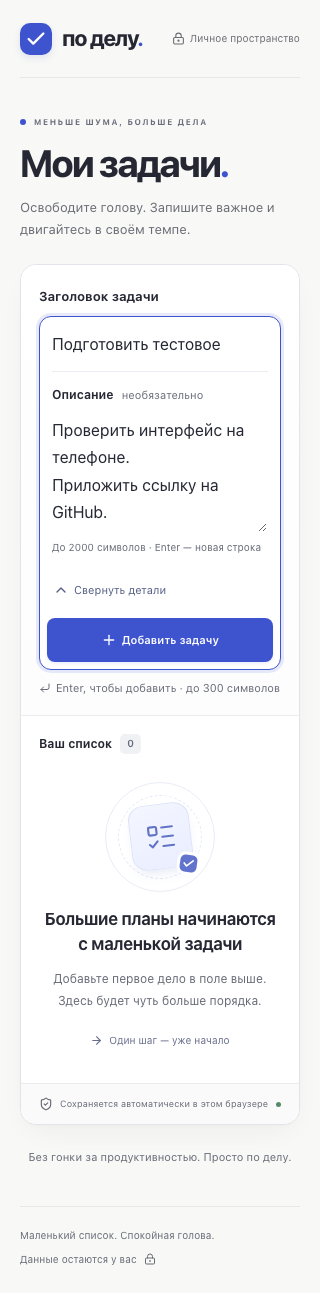 по делу.
Личное пространство
МЕНЬШЕ ШУМА, БОЛЬШЕ ДЕЛА
Мои задачи.
Освободите голову. Запишите важное и
двигайтесь в своём темпе.
Заголовок задачи
Подготовить тестовое
Описание необязательно
Проверить интерфейс на
телефоне.
Приложить ссылку на
GitHub.
До 2000 символов · Enter — новая строка
Свернуть детали
Добавить задачу
Enter, чтобы добавить · до 300 символов
Ваш список 0
Большие планы начинаются
с маленькой задачи
Добавьте первое дело в поле выше.
Здесь будет чуть больше порядка.
Один шаг — уже начало
Сохраняется автоматически в этом браузере
Без гонки за продуктивностью. Просто по делу.
Маленький список. Спокойная голова.
Данные остаются у вас